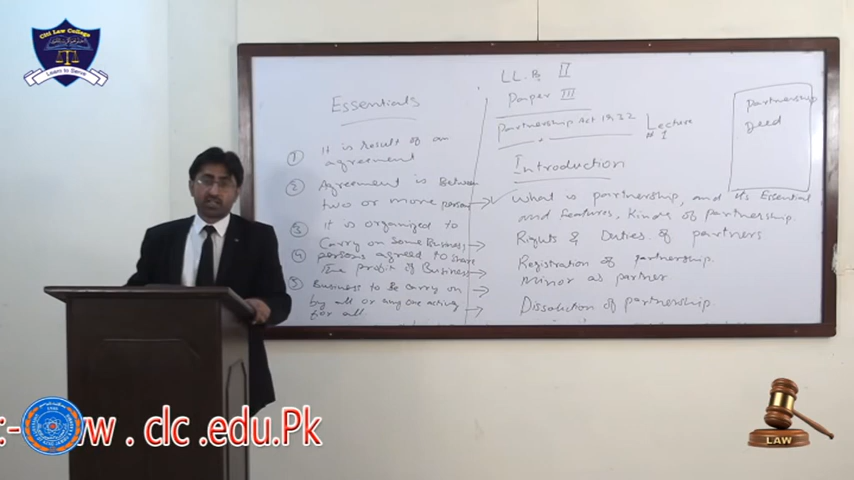 Citi Law College
Learn to Serve
LL.B. II
Paper III
Partnership Act 1932
Lecture
# 1
Introduction
What is partnership, and its Essential
and Features, Kinds of partnership.
Rights & Duties of partners.
Registration of partnership.
Minor as partner
Dissolution of partnership
Partnership
Deed
Essentials
① It is result of an
agreement
② Agreement is Between
two or more person
③ It is organized to
Carry on some Business
④ persons agreed to share
the profit of Business
⑤ Business to be carry on
by all or any one acting
for all
w . clc .edu.Pk
LAW